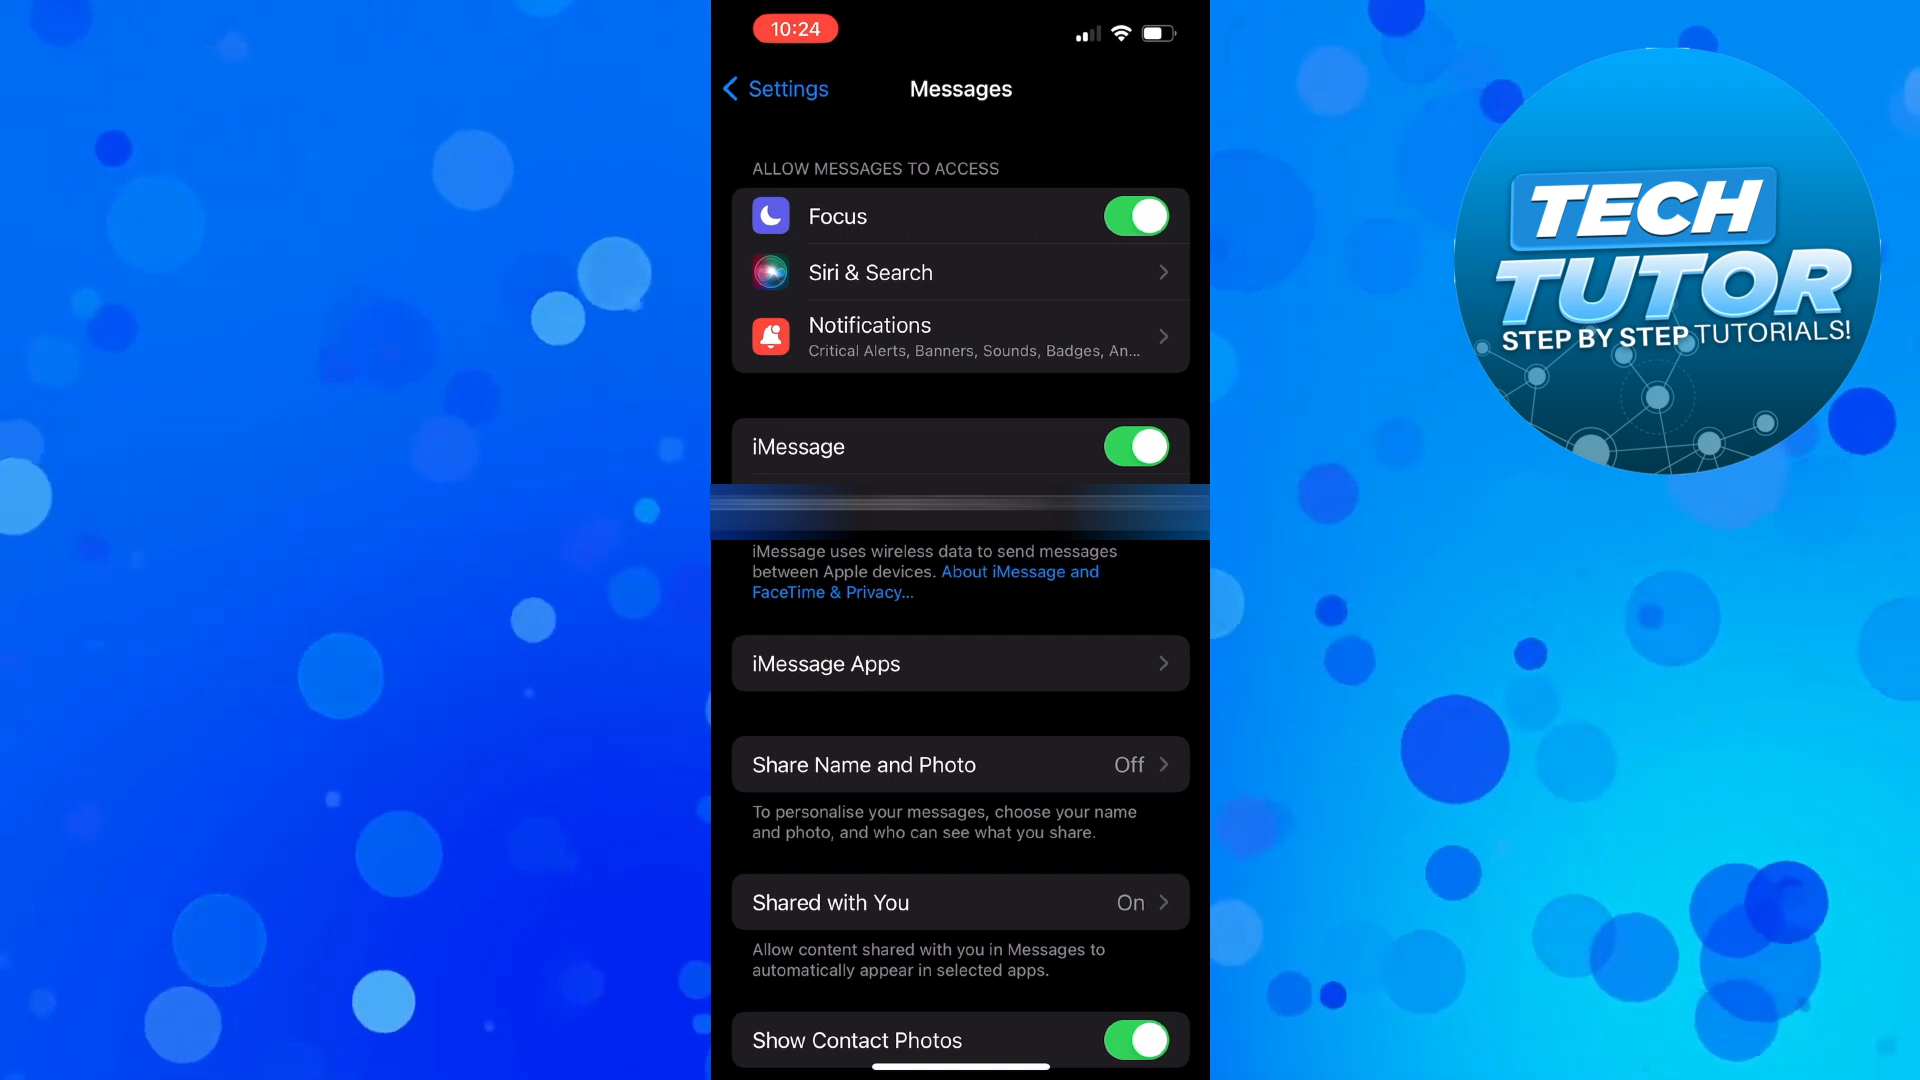 10:24
Settings
Messages
ALLOW MESSAGES TO ACCESS
Focus
Siri & Search
Notifications
Critical Alerts, Banners, Sounds, Badges, An...
iMessage
iMessage uses wireless data to send messages
between Apple devices. About iMessage and
FaceTime & Privacy...
iMessage Apps
Share Name and Photo Off
To personalise your messages, choose your name
and photo, and who can see what you share.
Shared with You On
Allow content shared with you in Messages to
automatically appear in selected apps.
Show Contact Photos
TECH
TUTOR
STEP BY STEP TUTORIALS!